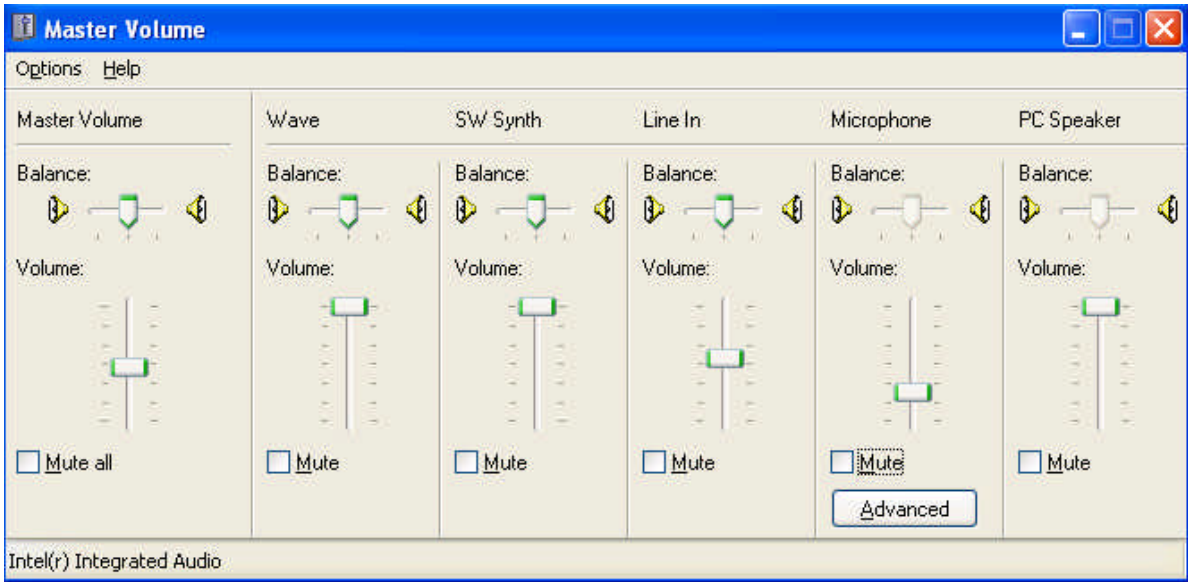 Master Volume
Options Help
Master Volume Wave SW Synth Line In Microphone PC Speaker
Balance: Balance: Balance: Balance: Balance: Balance:
Volume: Volume: Volume: Volume: Volume: Volume:
Mute all Mute Mute Mute Mute Mute
Advanced
Intel(r) Integrated Audio